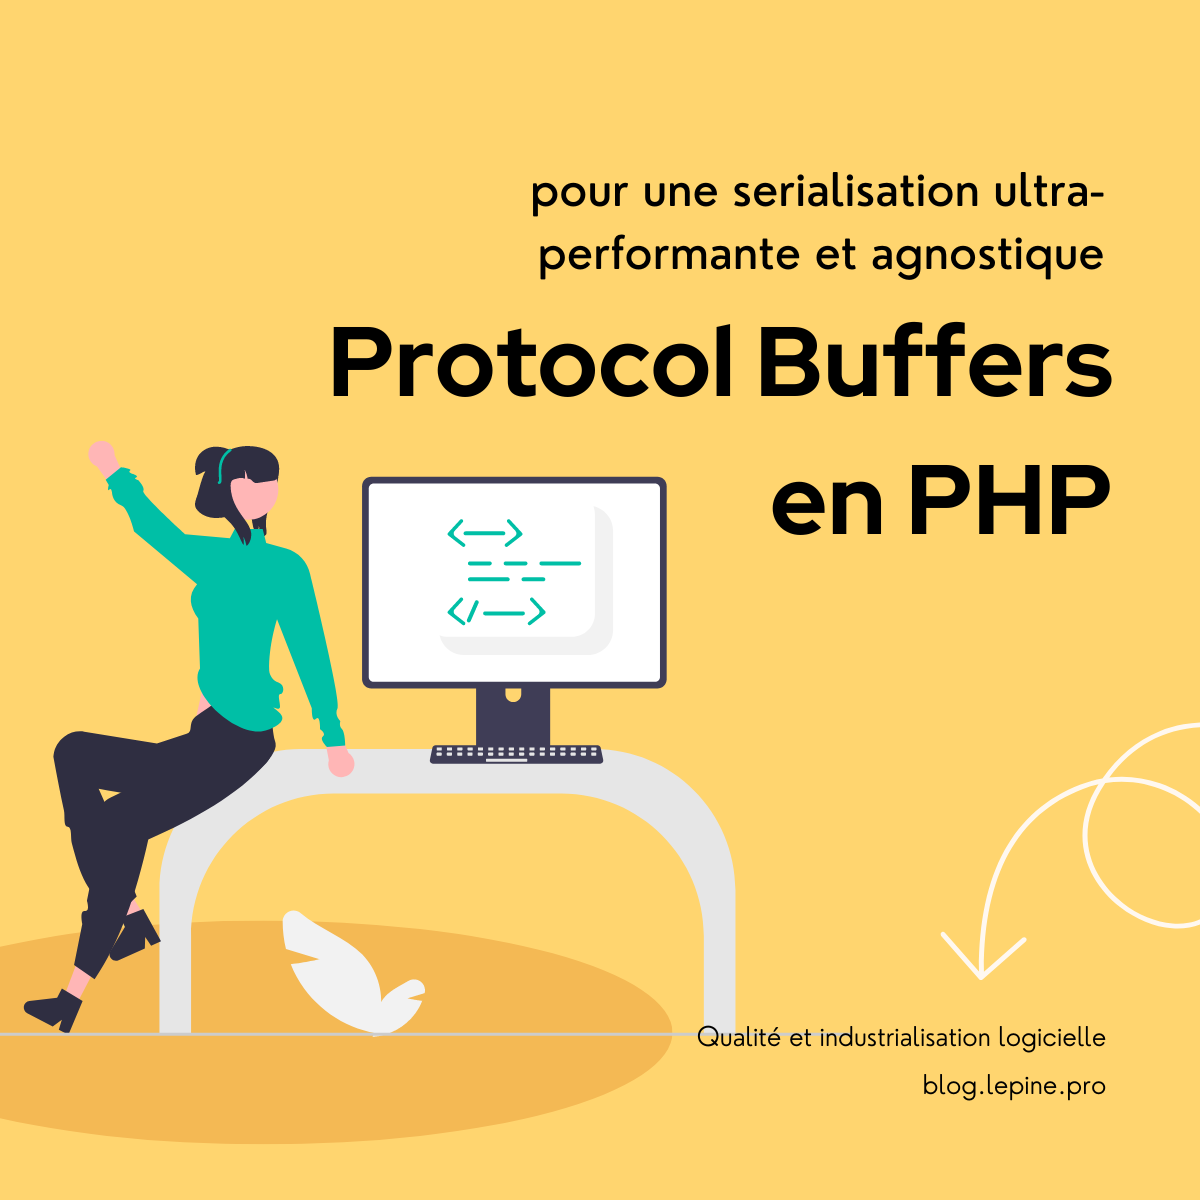 pour une serialisation ultra-
performante et agnostique
Protocol Buffers
en PHP
Qualité et industrialisation logicielle
blog.lepine.pro